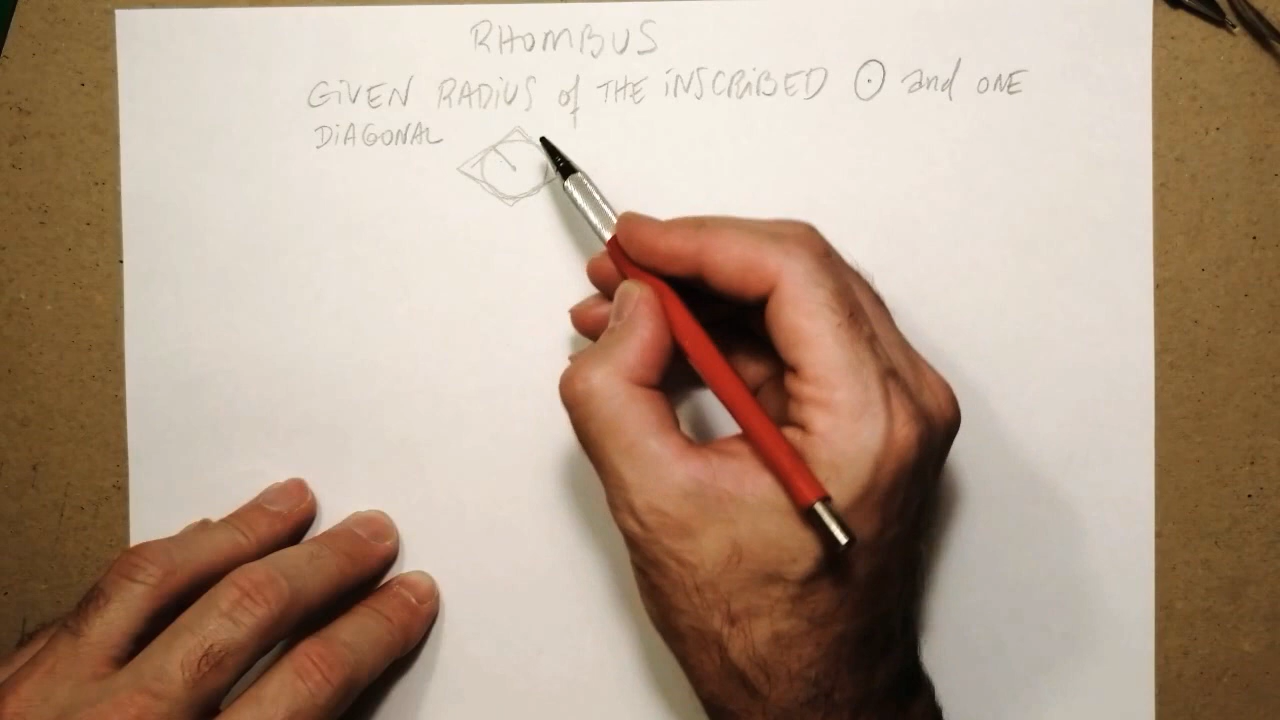 RHOMBUS
GiVEN RADiUS of THE iNSCRiBED ⊙ and ONE
DiAGONAL